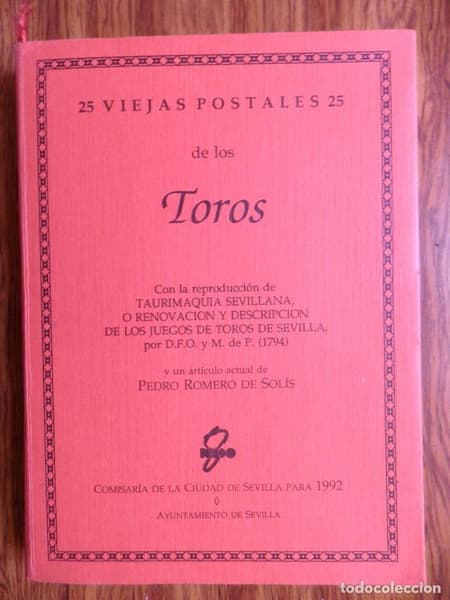 25 VIEJAS POSTALES 25
de los
Toros
Con la reproducción de
TAURIMAQUIA SEVILLANA,
O RENOVACION Y DESCRIPCION
DE LOS JUEGOS DE TOROS DE SEVILLA,
por D.F.O. y M. de P. (1794)
y un artículo actual de
PEDRO ROMERO DE SOLÍS
NO8DO
COMISARÍA DE LA CIUDAD DE SEVILLA PARA 1992
◊
AYUNTAMIENTO DE SEVILLA
todocoleccion